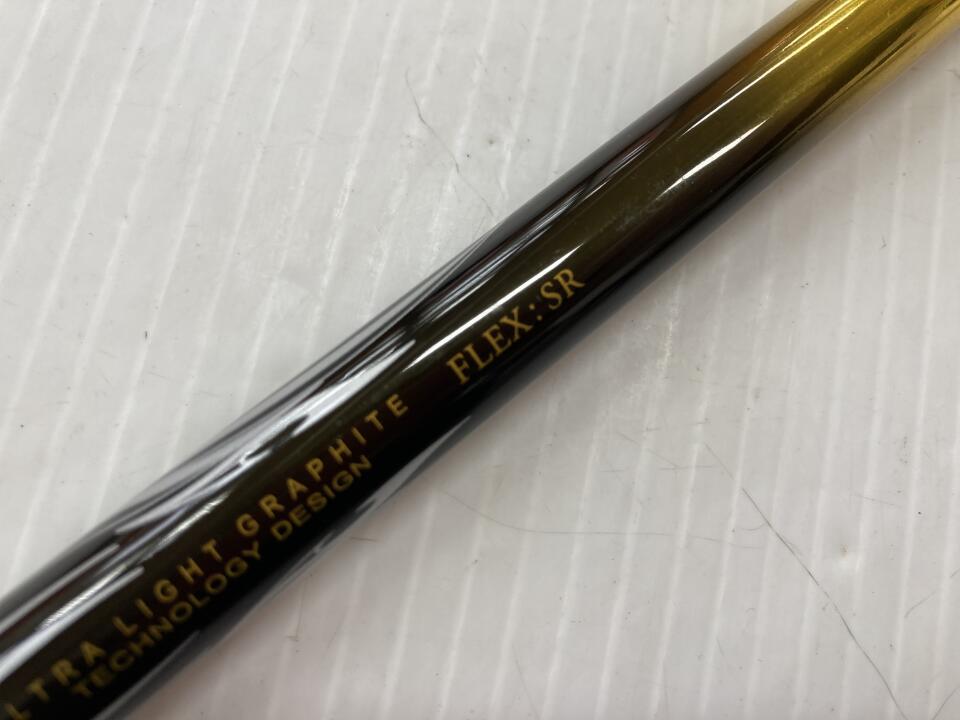 LTRA LIGHT GRAPHITE
TECHNOLOGY DESIGN
FLEX:SR